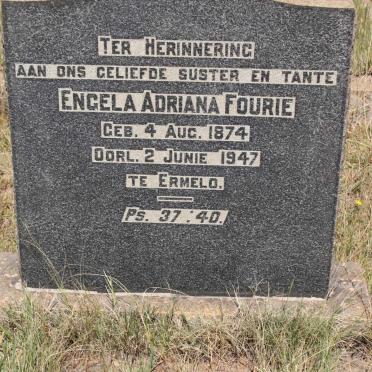 TER HERINNERING
AAN ONS GELIEFDE SUSTER EN TANTE
ENGELA ADRIANA FOURIE
GEB. 4 AUG. 1874
OORL. 2 JUNIE 1947
TE ERMELO.
PS. 37:40.